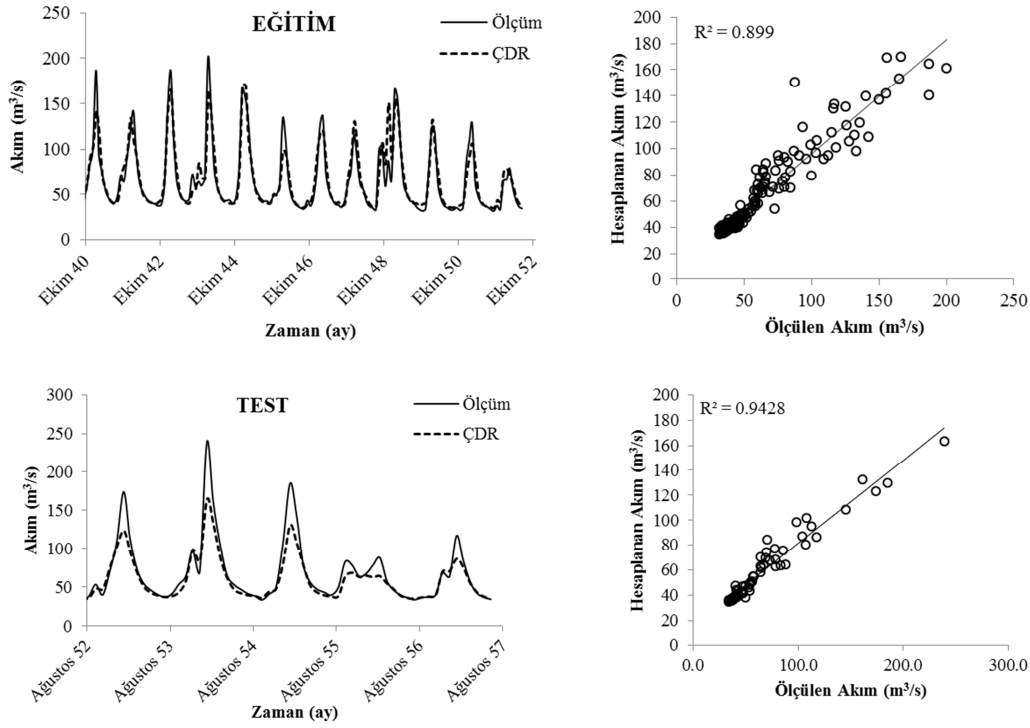 EĞİTİM
Ölçüm
ÇDR
Akım (m³/s)
250
200
150
100
50
0
Ekim 40
Ekim 42
Ekim 44
Ekim 46
Ekim 48
Ekim 50
Ekim 52
Zaman (ay)
R² = 0.899
Hesaplanan Akım (m³/s)
200
180
160
140
120
100
80
60
40
20
0
0
50
100
150
200
250
Ölçülen Akım (m³/s)
TEST
Ölçüm
ÇDR
Akım (m³/s)
300
250
200
150
100
50
0
Ağustos 52
Ağustos 53
Ağustos 54
Ağustos 55
Ağustos 56
Ağustos 57
Zaman (ay)
R² = 0.9428
Hesaplanan Akım (m³/s)
200
180
160
140
120
100
80
60
40
20
0
0.0
100.0
200.0
300.0
Ölçülen Akım (m³/s)